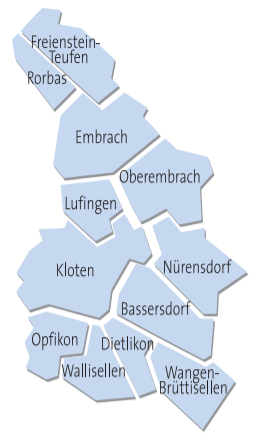 Freienstein-
Teufen
Rorbas
Embrach
Oberembrach
Lufingen
Kloten
Nürensdorf
Bassersdorf
Opfikon
Dietlikon
Wallisellen
Wangen-
Brüttisellen